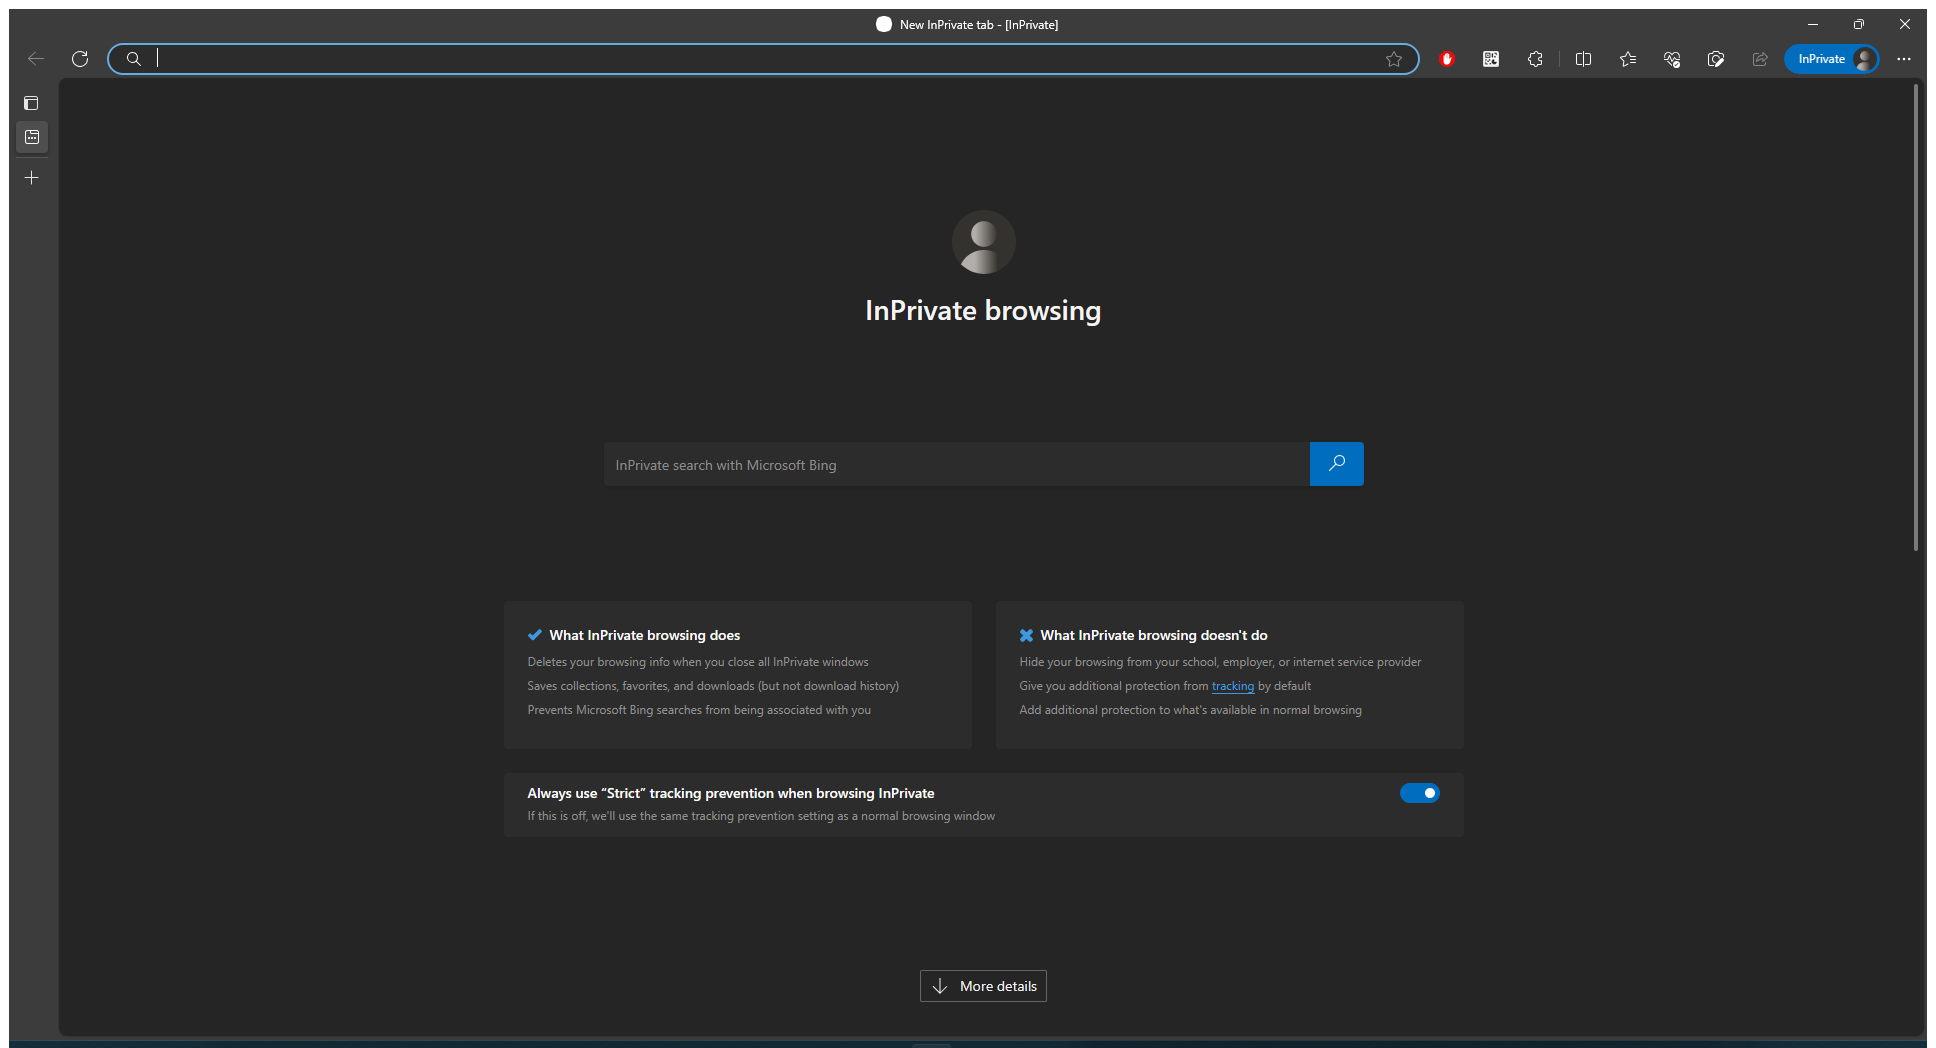 New InPrivate tab - [InPrivate]
InPrivate
InPrivate browsing
InPrivate search with Microsoft Bing
What InPrivate browsing does
Deletes your browsing info when you close all InPrivate windows
Saves collections, favorites, and downloads (but not download history)
Prevents Microsoft Bing searches from being associated with you
What InPrivate browsing doesn't do
Hide your browsing from your school, employer, or internet service provider
Give you additional protection from tracking by default
Add additional protection to what's available in normal browsing
Always use “Strict” tracking prevention when browsing InPrivate
If this is off, we'll use the same tracking prevention setting as a normal browsing window
More details